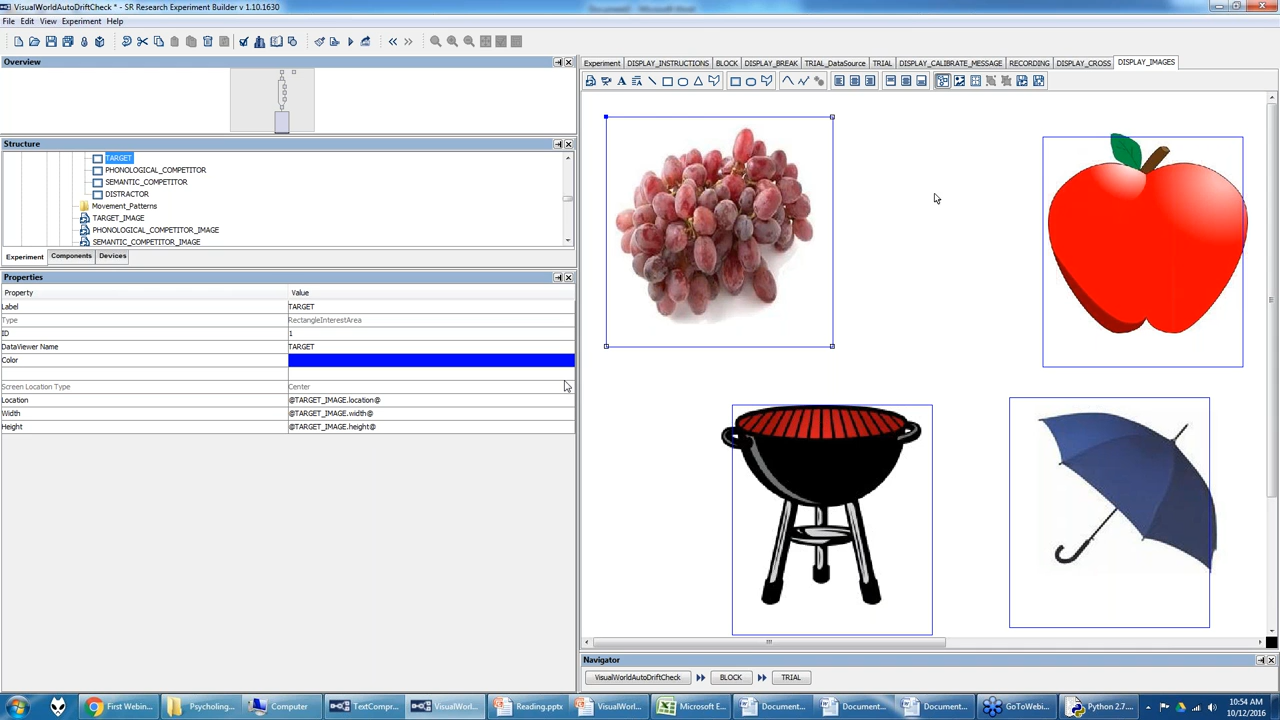 VisualWorldAutoDriftCheck * - SR Research Experiment Builder v 1.10.1630
File Edit View Experiment Help
Overview
Structure
TARGET
PHONOLOGICAL_COMPETITOR
SEMANTIC_COMPETITOR
DISTRACTOR
Movement_Patterns
TARGET_IMAGE
PHONOLOGICAL_COMPETITOR_IMAGE
SEMANTIC_COMPETITOR_IMAGE
Experiment Components Devices
Properties
Property Value
Label TARGET
Type RectangleInterestArea
ID 1
DataViewer Name TARGET
Color
Screen Location Type Center
Location @TARGET_IMAGE.location@
Width @TARGET_IMAGE.width@
Height @TARGET_IMAGE.height@
Experiment DISPLAY_INSTRUCTIONS BLOCK DISPLAY_BREAK TRIAL_DataSource TRIAL DISPLAY_CALIBRATE_MESSAGE RECORDING DISPLAY_CROSS DISPLAY_IMAGES
Navigator
VisualWorldAutoDriftCheck BLOCK TRIAL
First Webin... Psycholing... Computer TextCompr... VisualWorl... Reading.pptx VisualWorl... Microsoft E... Document... Document... Document... GoToWebi... Python 2.7....
10:54 AM
10/12/2016